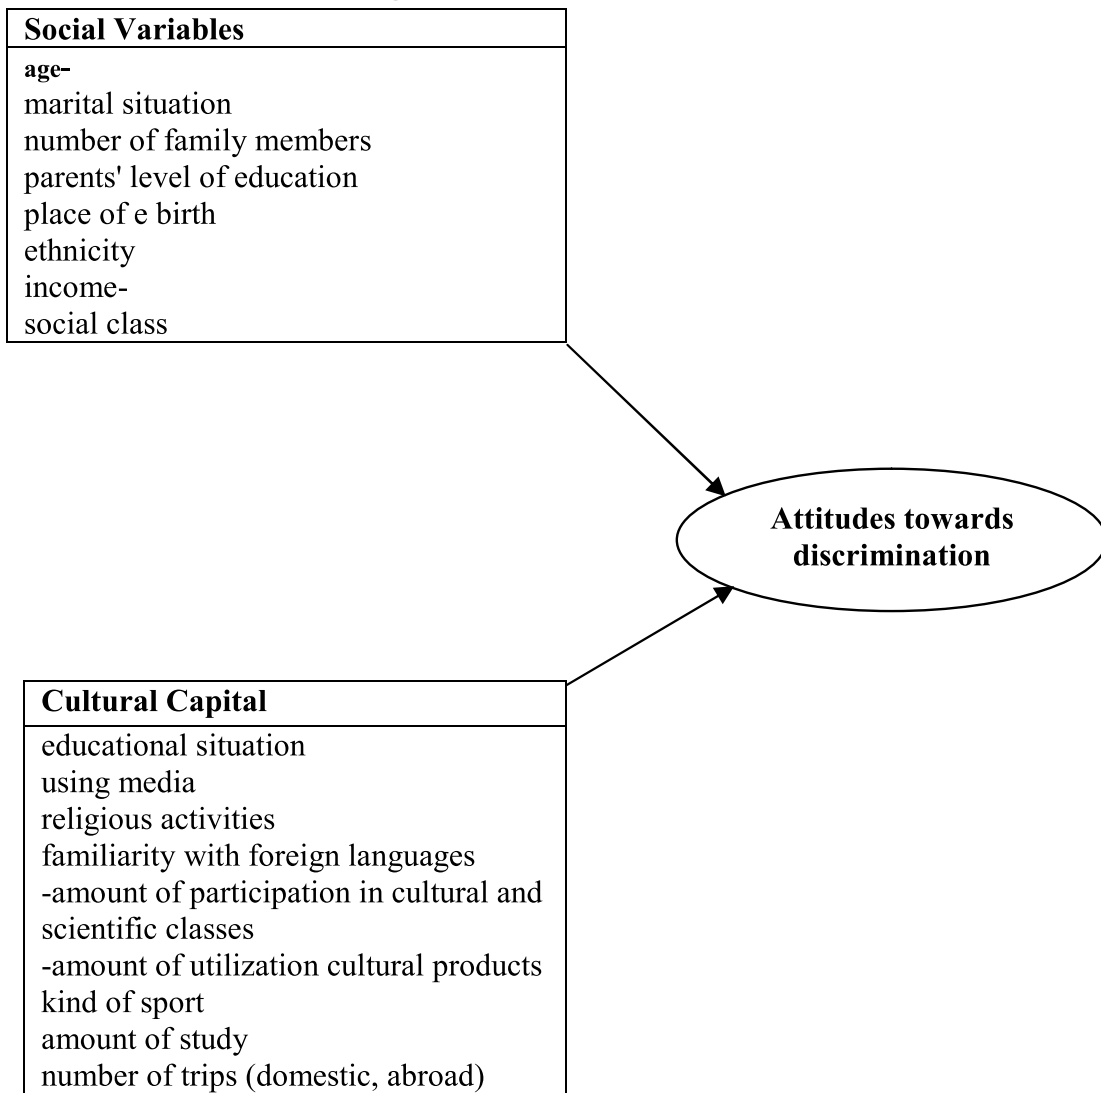 Social Variables
age-
marital situation
number of family members
parents' level of education
place of e birth
ethnicity
income-
social class
Attitudes towards
discrimination
Cultural Capital
educational situation
using media
religious activities
familiarity with foreign languages
-amount of participation in cultural and
scientific classes
-amount of utilization cultural products
kind of sport
amount of study
number of trips (domestic, abroad)